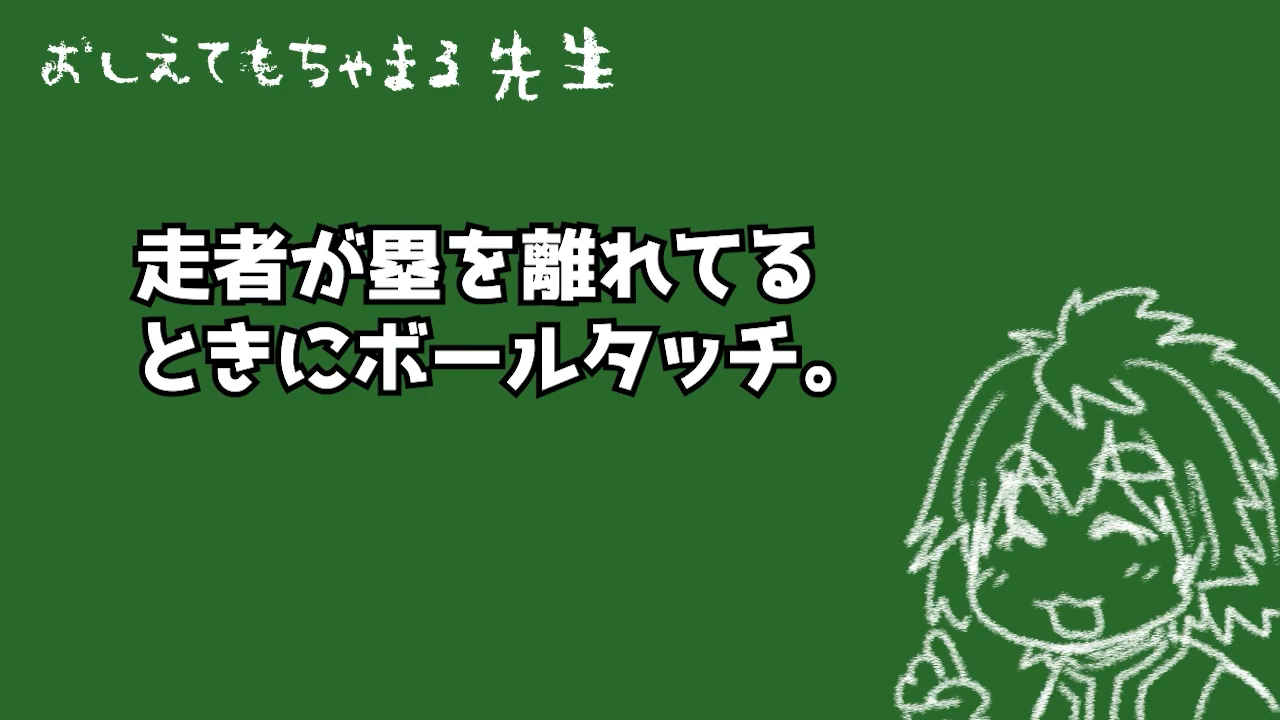 おしえてもちゃまる先生
走者が塁を離れてる
ときにボールタッチ。